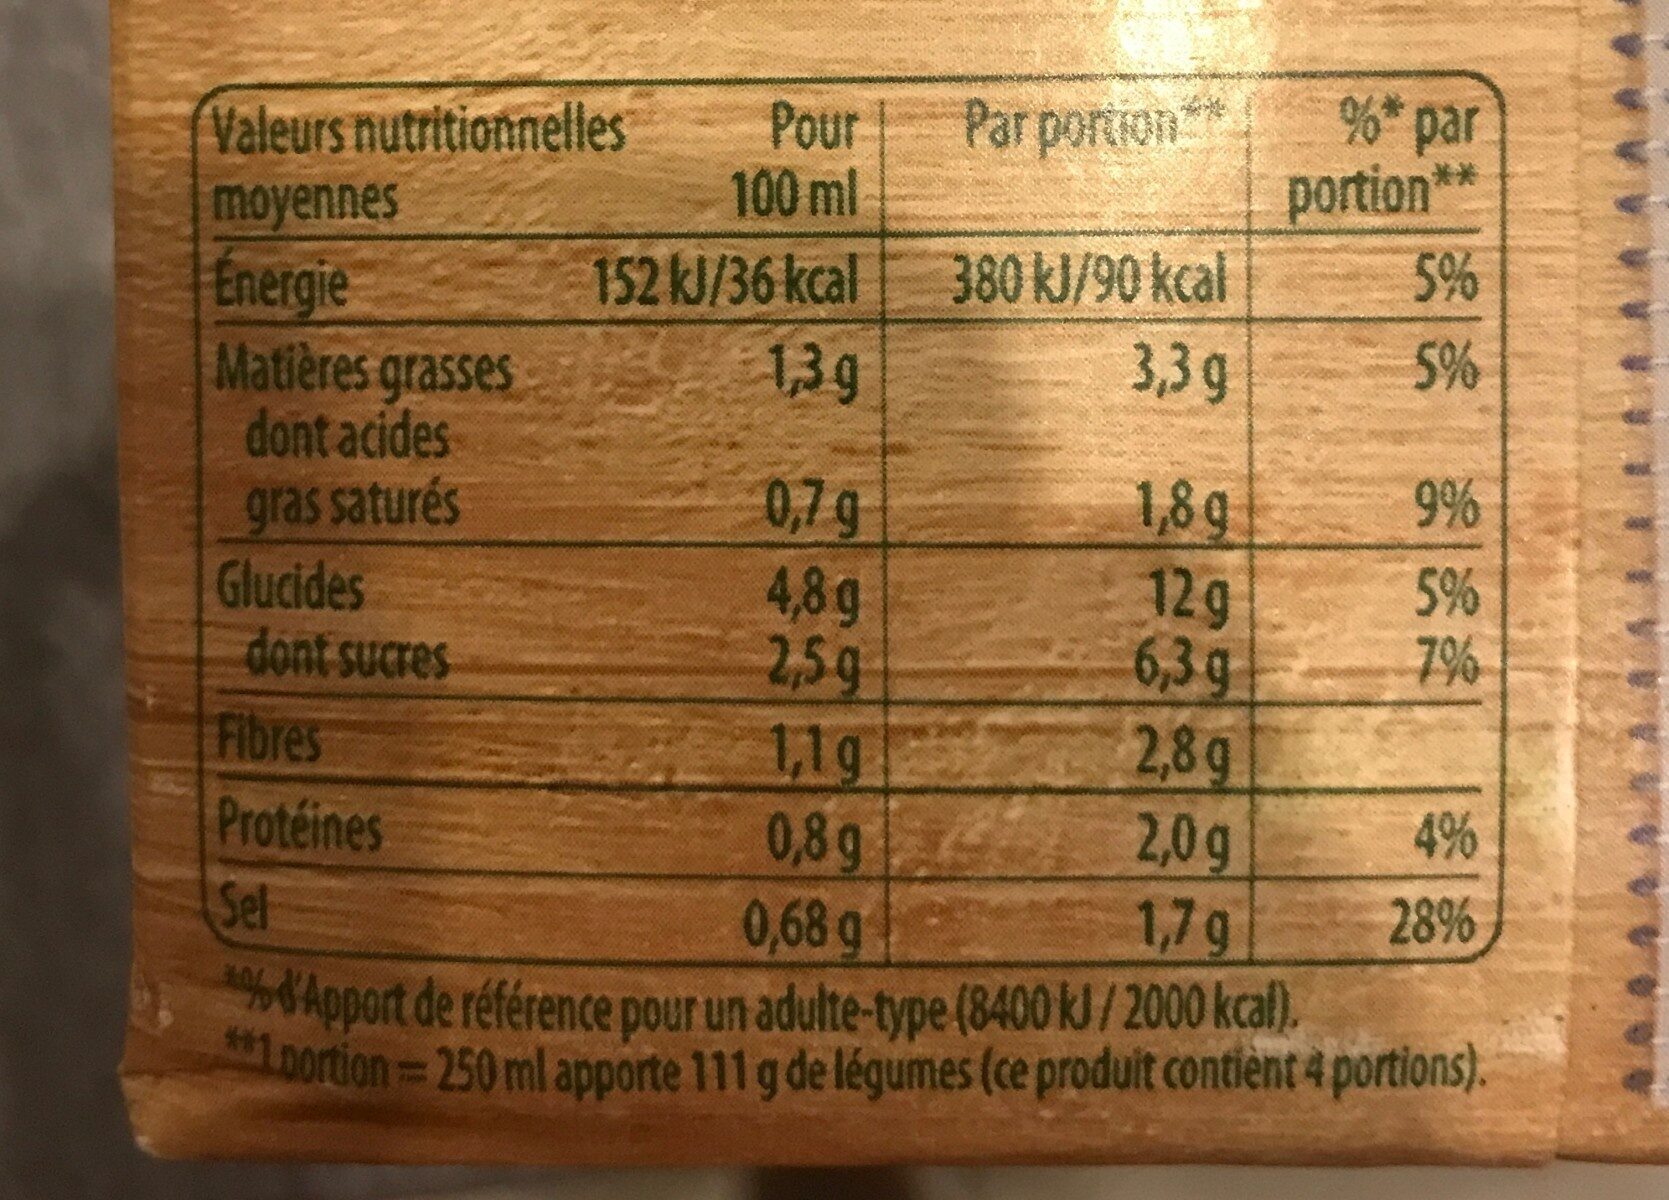 Valeurs nutritionnelles moyennes Pour 100 ml Par portion** %* par portion**
Énergie 152 kJ/36 kcal 380 kJ/90 kcal 5%
Matières grasses 1,3 g 3,3 g 5%
dont acides
gras saturés 0,7 g 1,8 g 9%
Glucides 4,8 g 12 g 5%
dont sucres 2,5 g 6,3 g 7%
Fibres 1,1 g 2,8 g
Protéines 0,8 g 2,0 g 4%
Sel 0,68 g 1,7 g 28%
*% d'Apport de référence pour un adulte-type (8400 kJ / 2000 kcal).
**1 portion = 250 ml apporte 111 g de légumes (ce produit contient 4 portions).